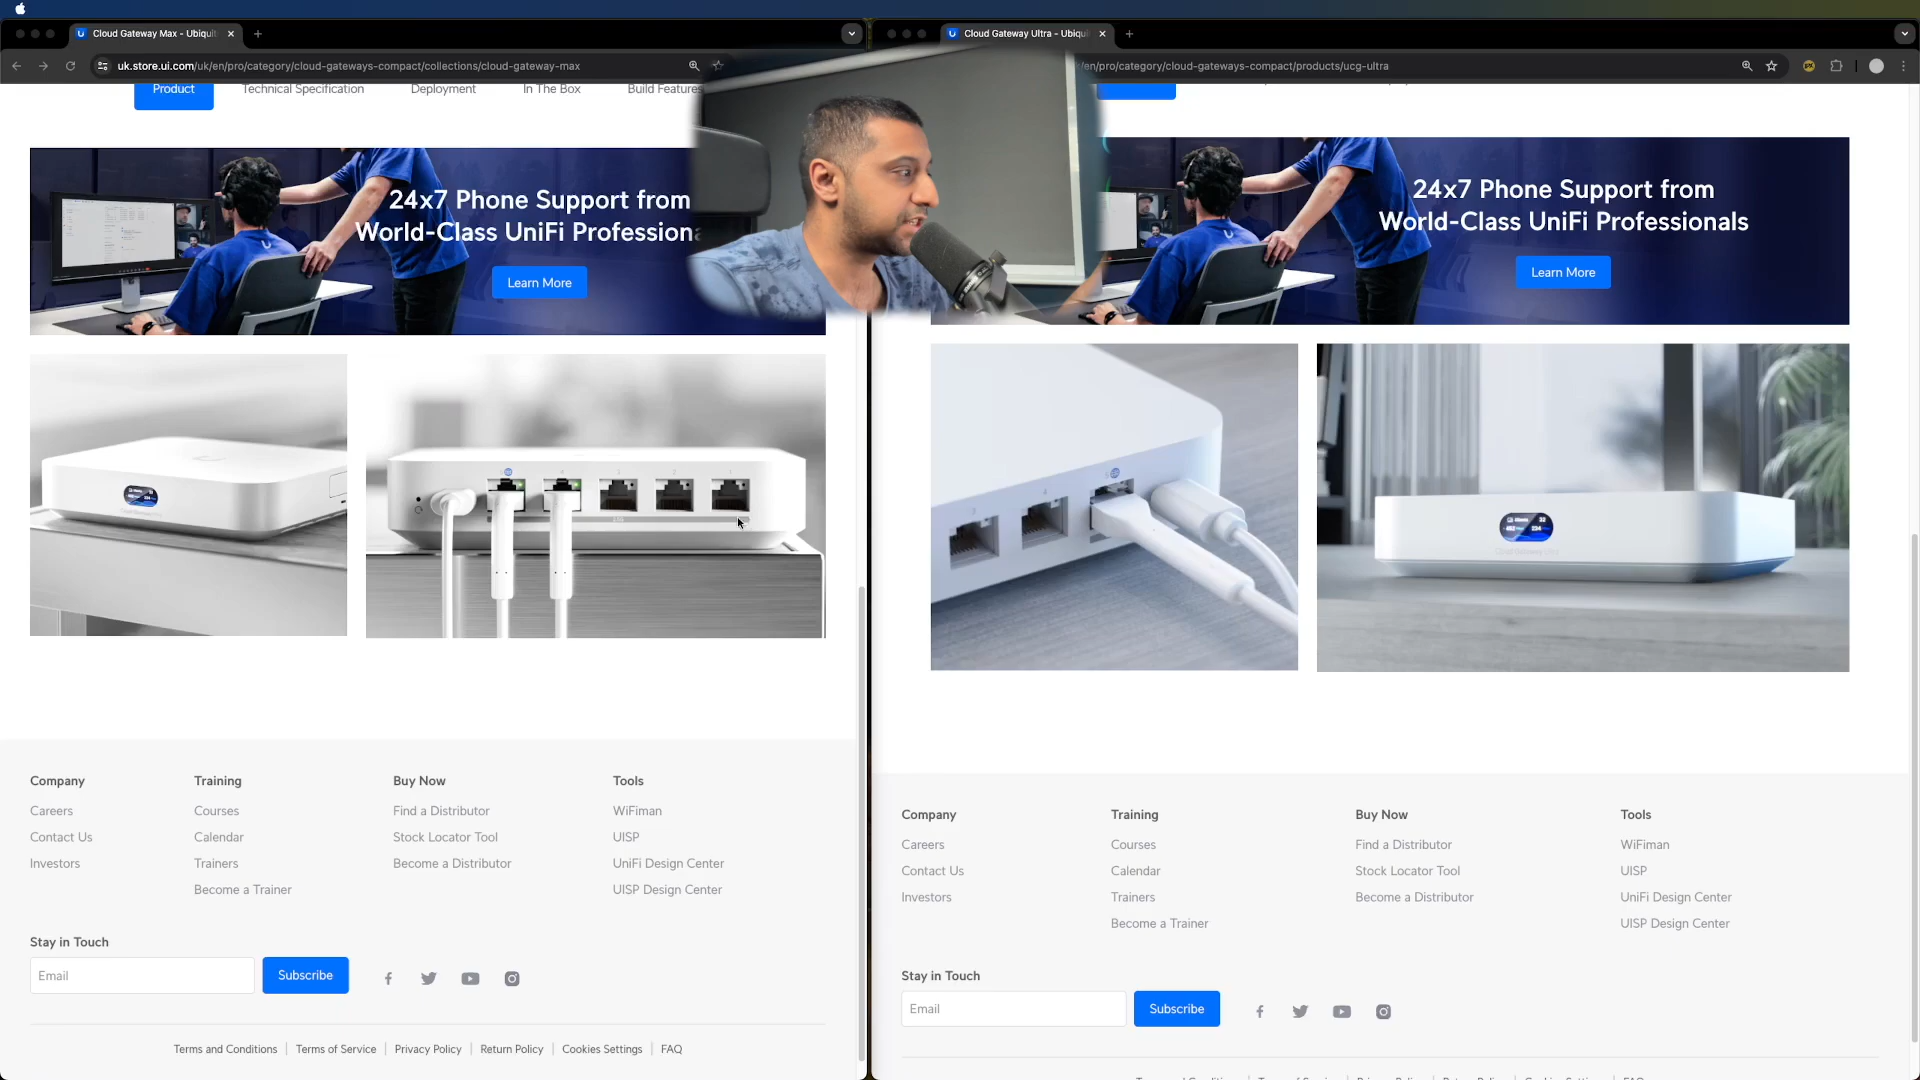 Cloud Gateway Max - Ubiquit
uk.store.ui.com/uk/en/pro/category/cloud-gateways-compact/collections/cloud-gateway-max
Product
Technical Specification
Deployment
In The Box
Build Features
24x7 Phone Support from
World-Class UniFi Professiona
Learn More
Company
Training
Buy Now
Tools
Careers
Courses
Find a Distributor
WiFiman
Contact Us
Calendar
Stock Locator Tool
UISP
Investors
Trainers
Become a Distributor
UniFi Design Center
Become a Trainer
UISP Design Center
Stay in Touch
Email
Subscribe
Terms and Conditions
Terms of Service
Privacy Policy
Return Policy
Cookies Settings
FAQ
Cloud Gateway Ultra - Ubiqui
/en/pro/category/cloud-gateways-compact/products/ucg-ultra
24x7 Phone Support from
World-Class UniFi Professionals
Learn More
Company
Training
Buy Now
Tools
Careers
Courses
Find a Distributor
WiFiman
Contact Us
Calendar
Stock Locator Tool
UISP
Investors
Trainers
Become a Distributor
UniFi Design Center
Become a Trainer
UISP Design Center
Stay in Touch
Email
Subscribe